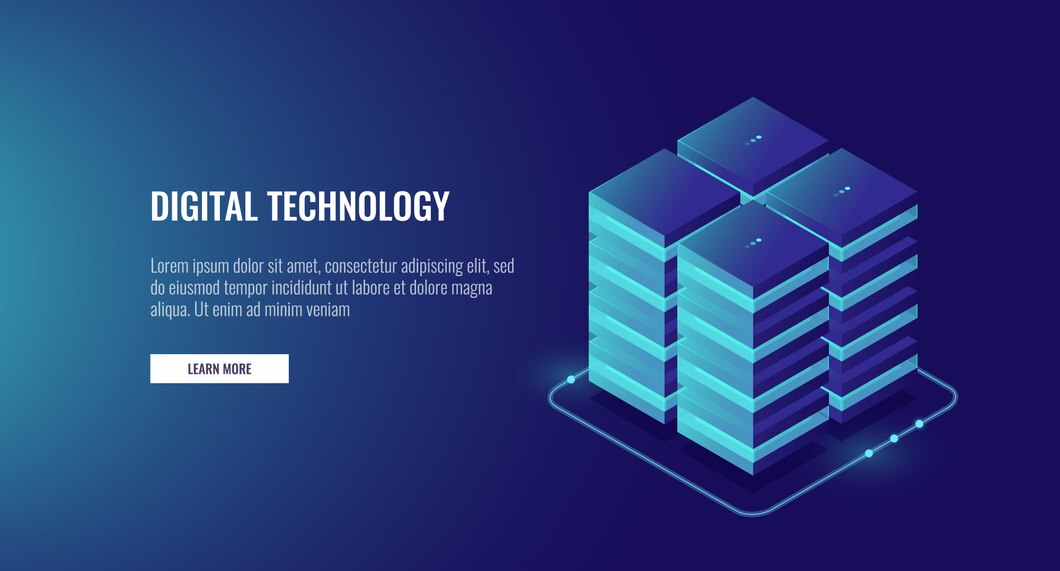 DIGITAL TECHNOLOGY
Lorem ipsum dolor sit amet, consectetur adipiscing elit, sed
do eiusmod tempor incididunt ut labore et dolore magna
aliqua. Ut enim ad minim veniam
LEARN MORE